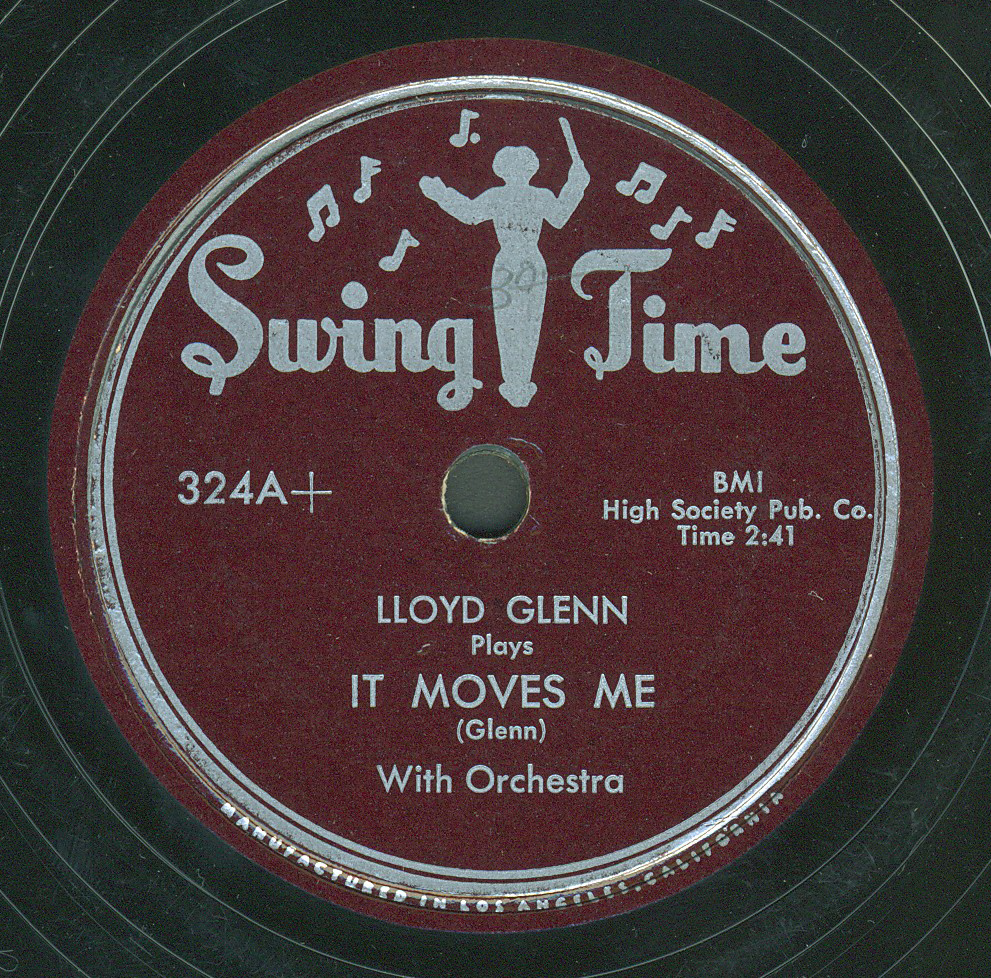 Swing Time
30
324A+
BMI
High Society Pub. Co.
Time 2:41
LLOYD GLENN
Plays
IT MOVES ME
(Glenn)
With Orchestra
MANUFACTURED IN LOS ANGELES, CALIFORNIA